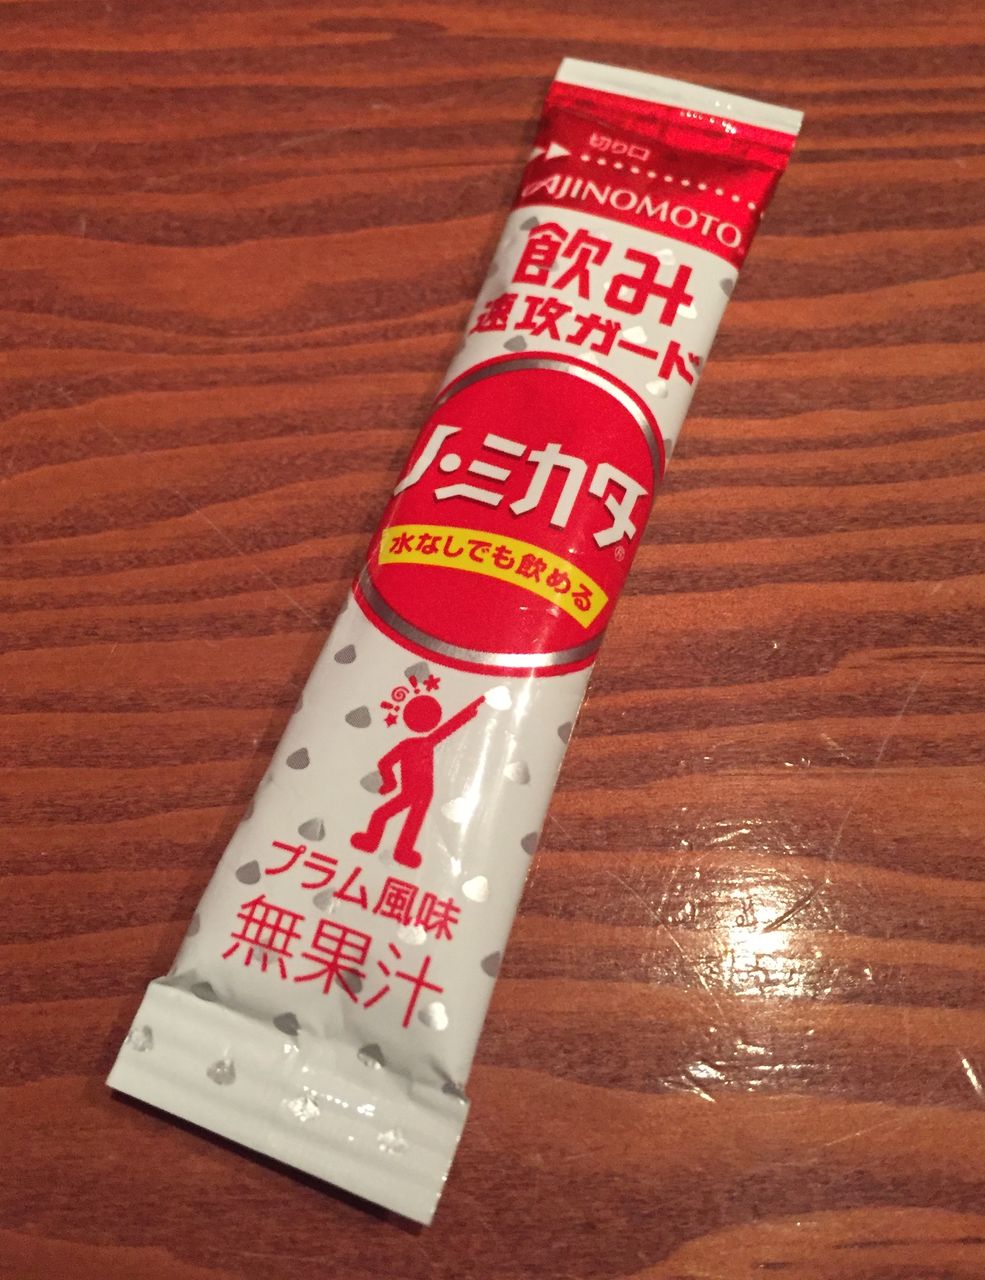 切り口
AJINOMOTO
飲み
速攻ガード
ノ・ミカタ®
水なしでも飲める
プラム風味
無果汁